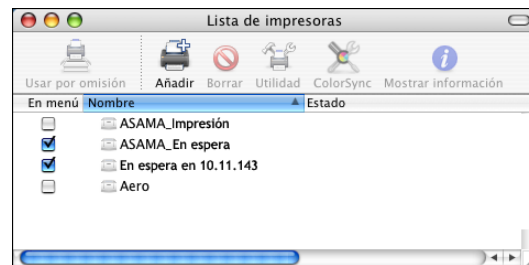 Lista de impresoras
Usar por omisión Añadir Borrar Utilidad ColorSync Mostrar información
En menú Nombre Estado
ASAMA_Impresión
ASAMA_En espera
En espera en 10.11.143
Aero